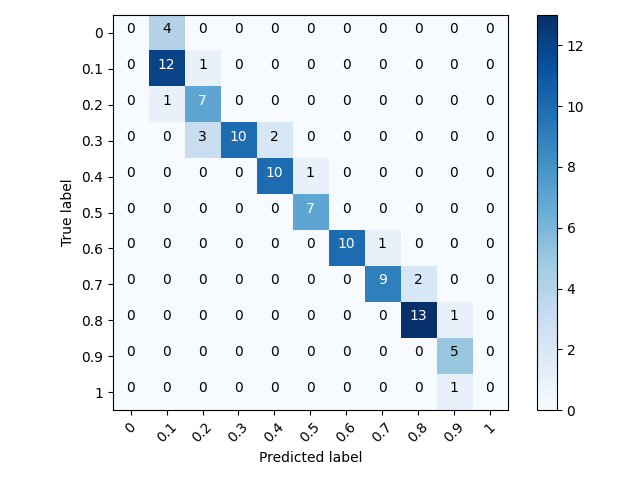 0 0 4 0 0 0 0 0 0 0 0 0
0.1 0 12 1 0 0 0 0 0 0 0 0
0.2 0 1 7 0 0 0 0 0 0 0 0
0.3 0 0 3 10 2 0 0 0 0 0 0
0.4 0 0 0 0 10 1 0 0 0 0 0
0.5 0 0 0 0 0 7 0 0 0 0 0
0.6 0 0 0 0 0 0 10 1 0 0 0
0.7 0 0 0 0 0 0 0 9 2 0 0
0.8 0 0 0 0 0 0 0 0 13 1 0
0.9 0 0 0 0 0 0 0 0 0 5 0
1 0 0 0 0 0 0 0 0 0 1 0
0 0.1 0.2 0.3 0.4 0.5 0.6 0.7 0.8 0.9 1
Predicted label
True label
12
10
8
6
4
2
0